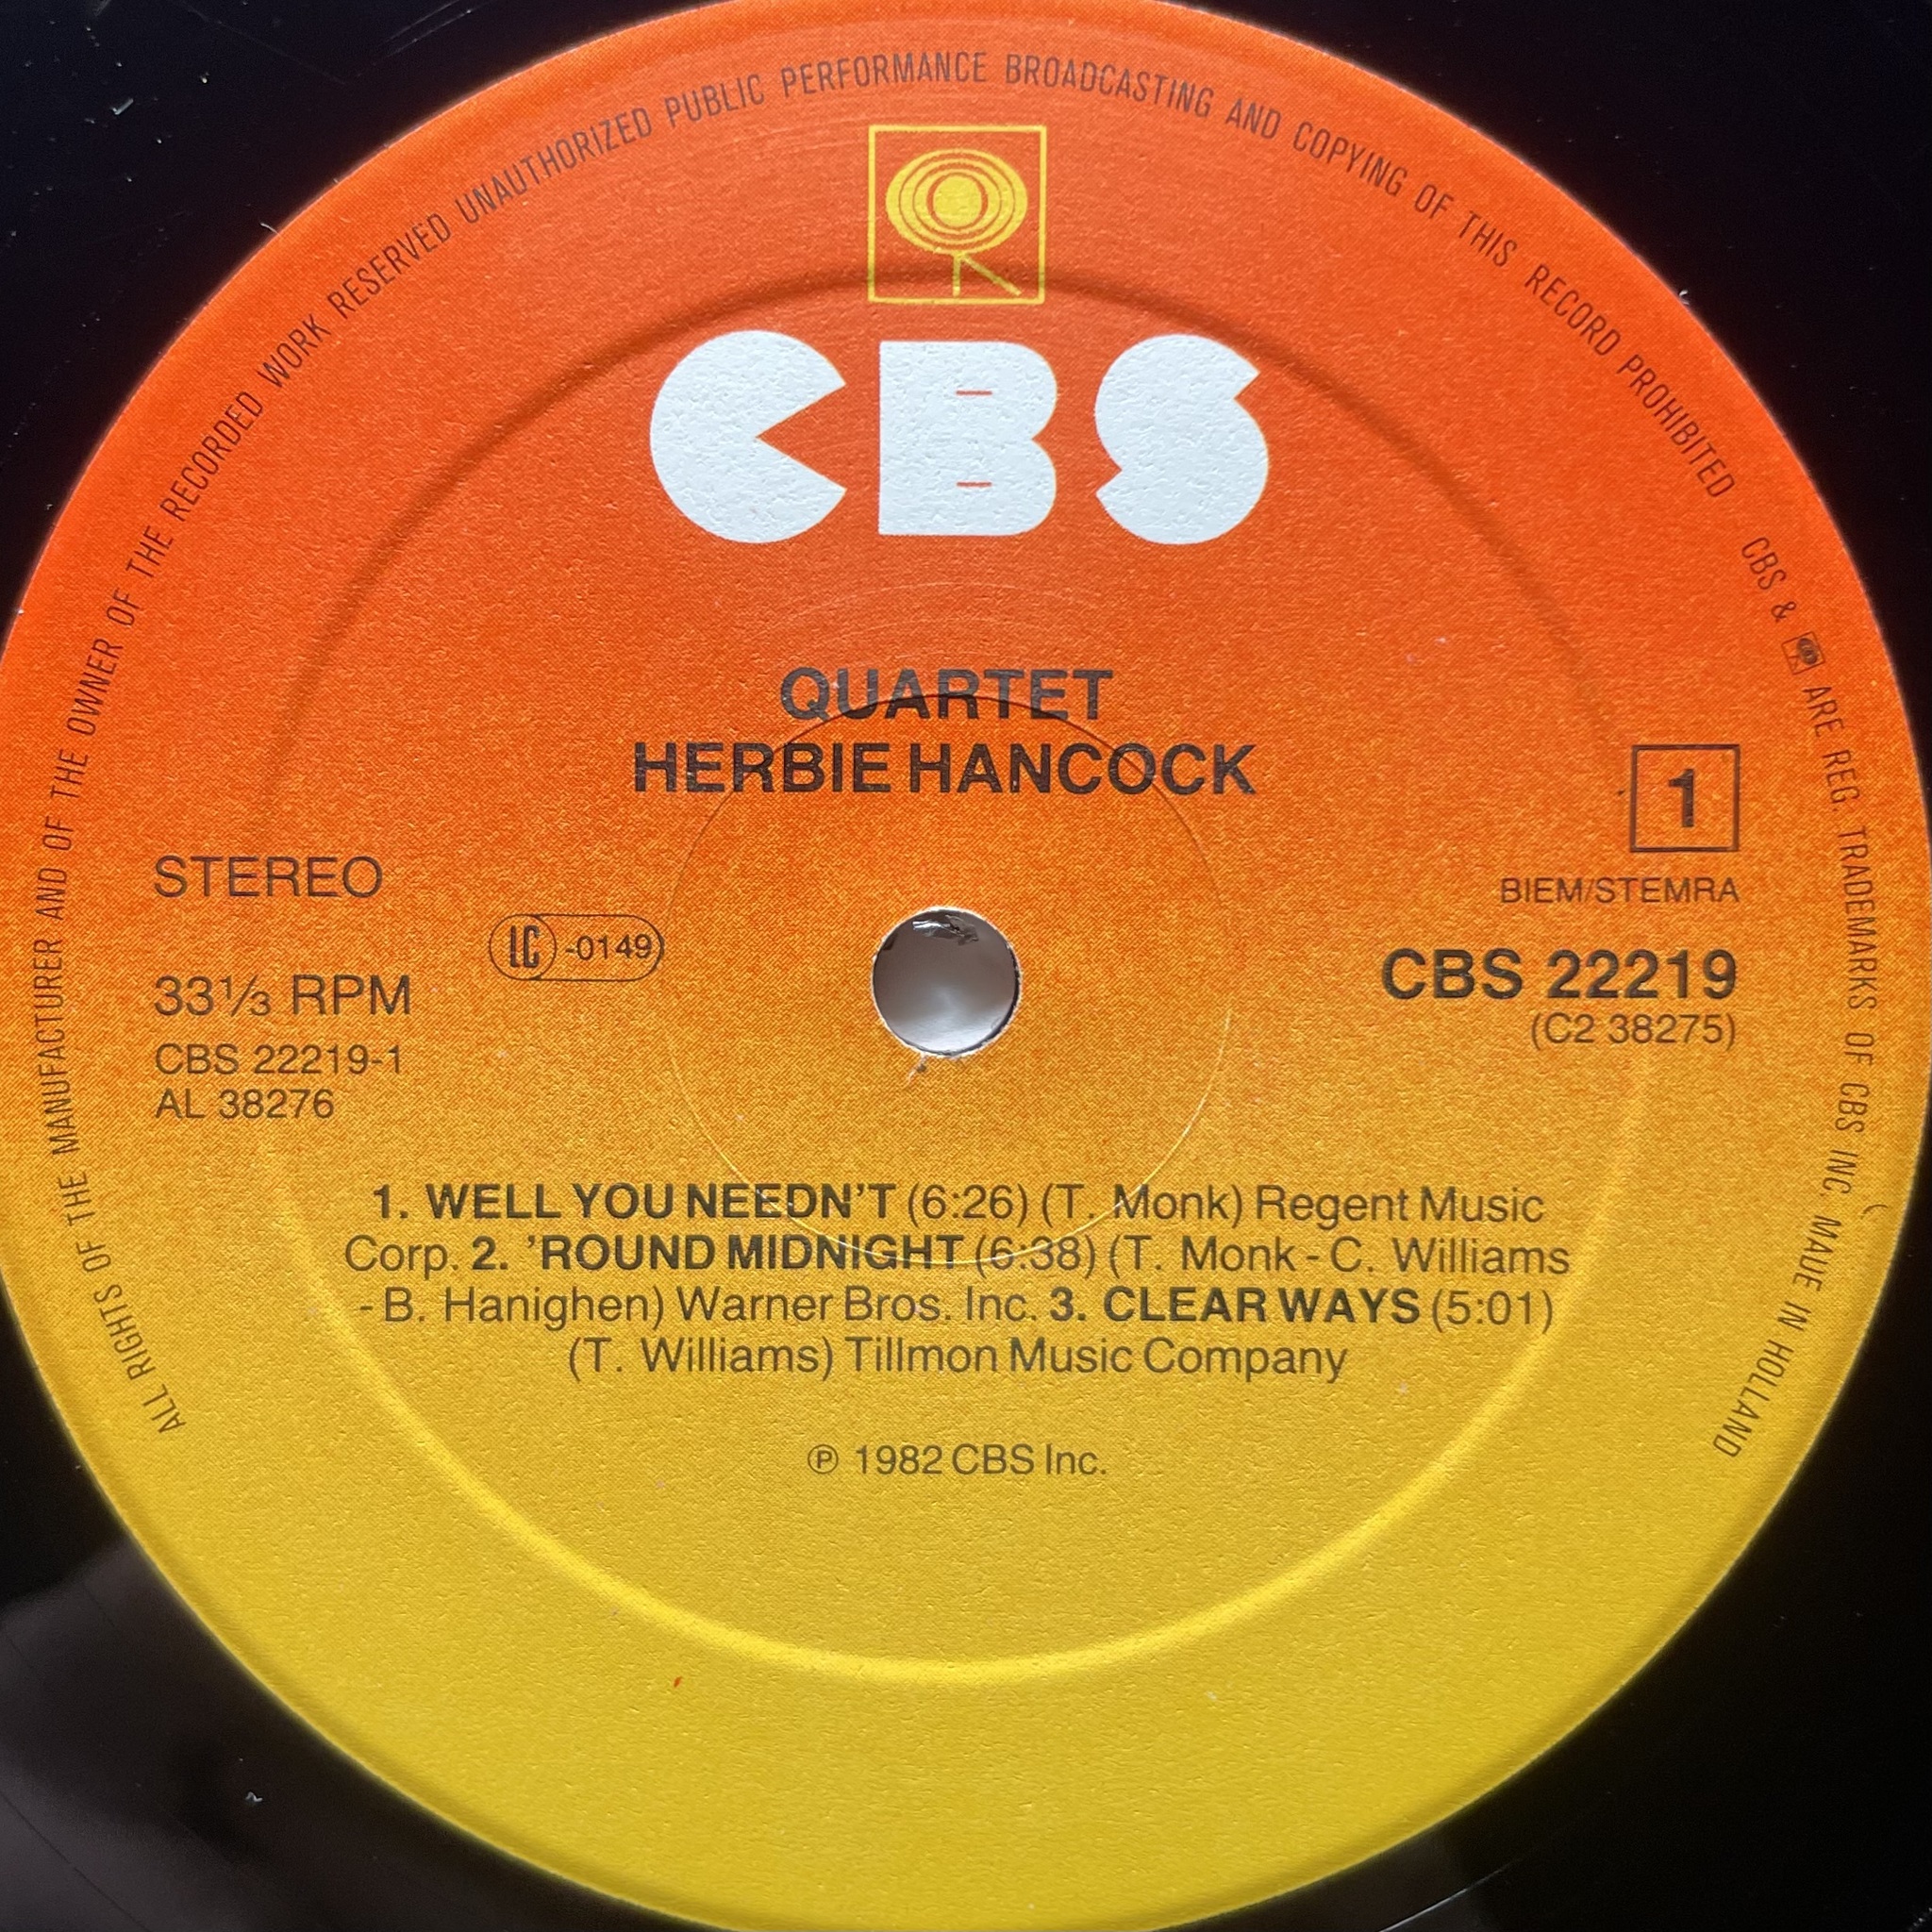 ALL RIGHTS OF THE MANUFACTURER AND OF THE OWNER OF THE RECORDED WORK RESERVED UNAUTHORIZED PUBLIC PERFORMANCE BROADCASTING AND COPYING OF THIS RECORD PROHIBITED CBS & ARE REG. TRADEMARKS OF CBS INC. MADE IN HOLLAND
CBS
QUARTET
HERBIE HANCOCK
1
STEREO
BIEM/STEMRA
LC-0149
33⅓ RPM
CBS 22219
(C2 38275)
CBS 22219-1
AL 38276
1. WELL YOU NEEDN'T (6:26) (T. Monk) Regent Music
Corp. 2. 'ROUND MIDNIGHT (6:38) (T. Monk - C. Williams
- B. Hanighen) Warner Bros. Inc. 3. CLEAR WAYS (5:01)
(T. Williams) Tillmon Music Company
℗ 1982 CBS Inc.